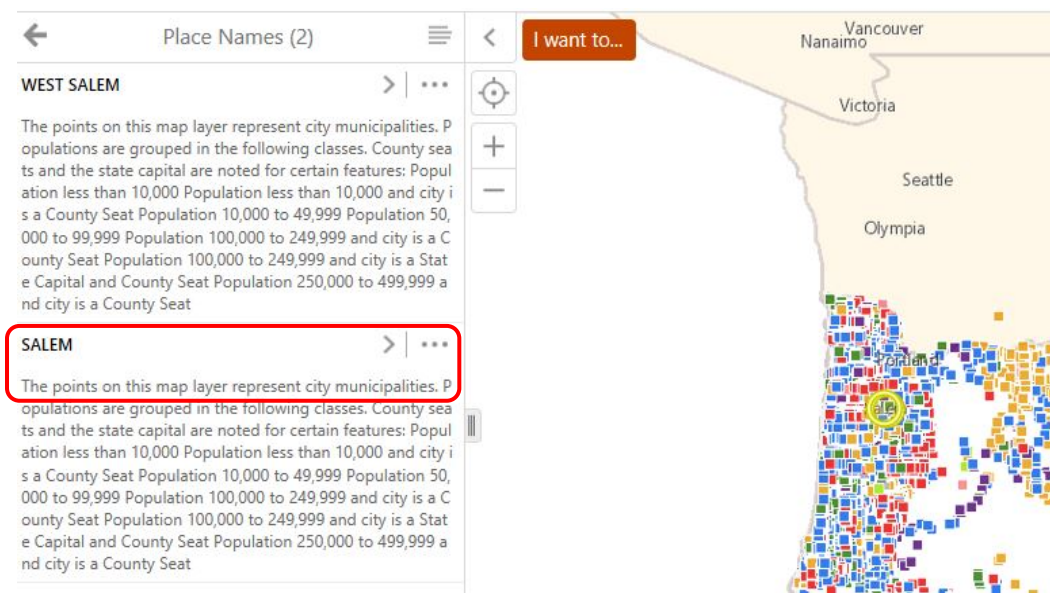 Place Names (2)
I want to...
WEST SALEM
The points on this map layer represent city municipalities. P
opulations are grouped in the following classes. County sea
ts and the state capital are noted for certain features: Popul
ation less than 10,000 Population less than 10,000 and city i
s a County Seat Population 10,000 to 49,999 Population 50,
000 to 99,999 Population 100,000 to 249,999 and city is a C
ounty Seat Population 100,000 to 249,999 and city is a Stat
e Capital and County Seat Population 250,000 to 499,999 a
nd city is a County Seat
SALEM
The points on this map layer represent city municipalities. P
opulations are grouped in the following classes. County sea
ts and the state capital are noted for certain features: Popul
ation less than 10,000 Population less than 10,000 and city i
s a County Seat Population 10,000 to 49,999 Population 50,
000 to 99,999 Population 100,000 to 249,999 and city is a C
ounty Seat Population 100,000 to 249,999 and city is a Stat
e Capital and County Seat Population 250,000 to 499,999 a
nd city is a County Seat
Vancouver
Nanaimo
Victoria
Seattle
Olympia
Portland